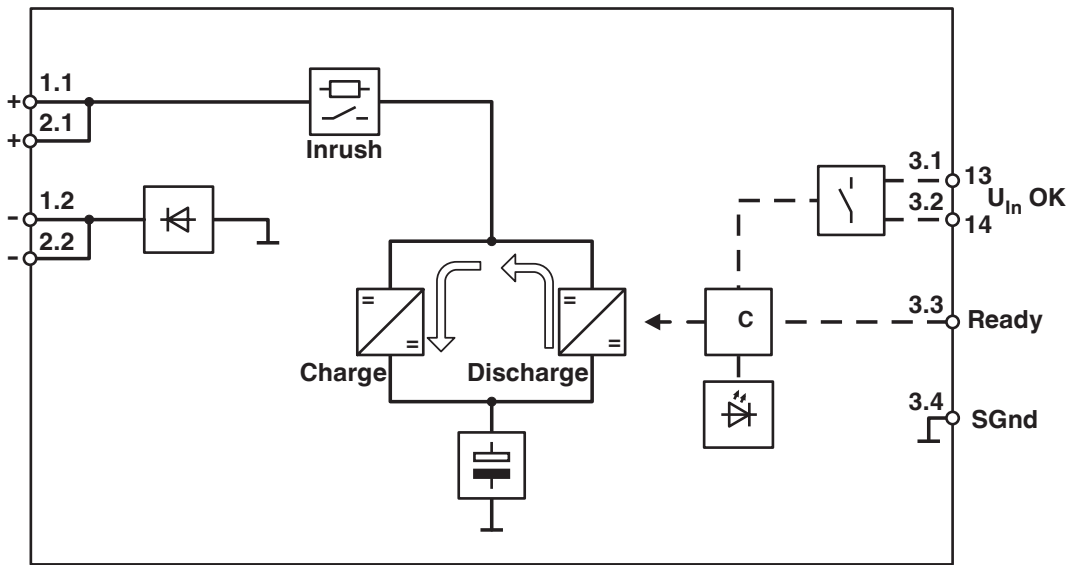 1.1
+
2.1
+
Inrush
1.2
-
2.2
-
3.1
13
U_In OK
3.2
14
= =
= =
C
3.3
Ready
Charge
Discharge
3.4
SGnd